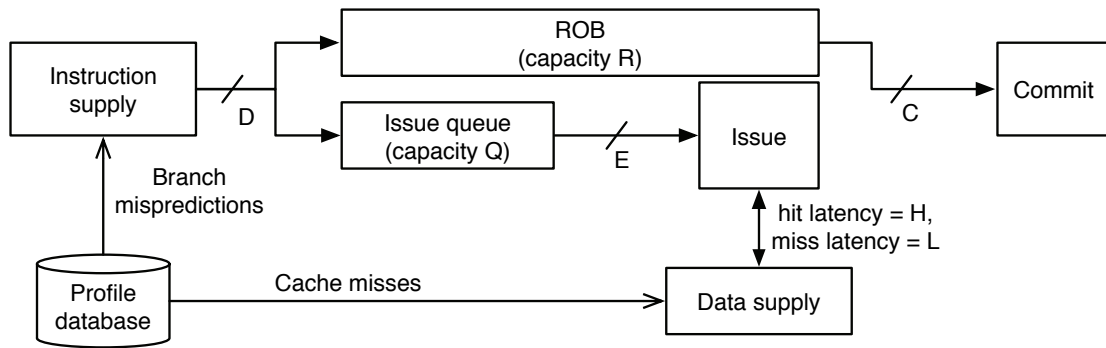 ROB
(capacity R)
Instruction
supply
D
Issue queue
(capacity Q)
E
Issue
C
Commit
Branch
mispredictions
hit latency = H,
miss latency = L
Profile
database
Cache misses
Data supply